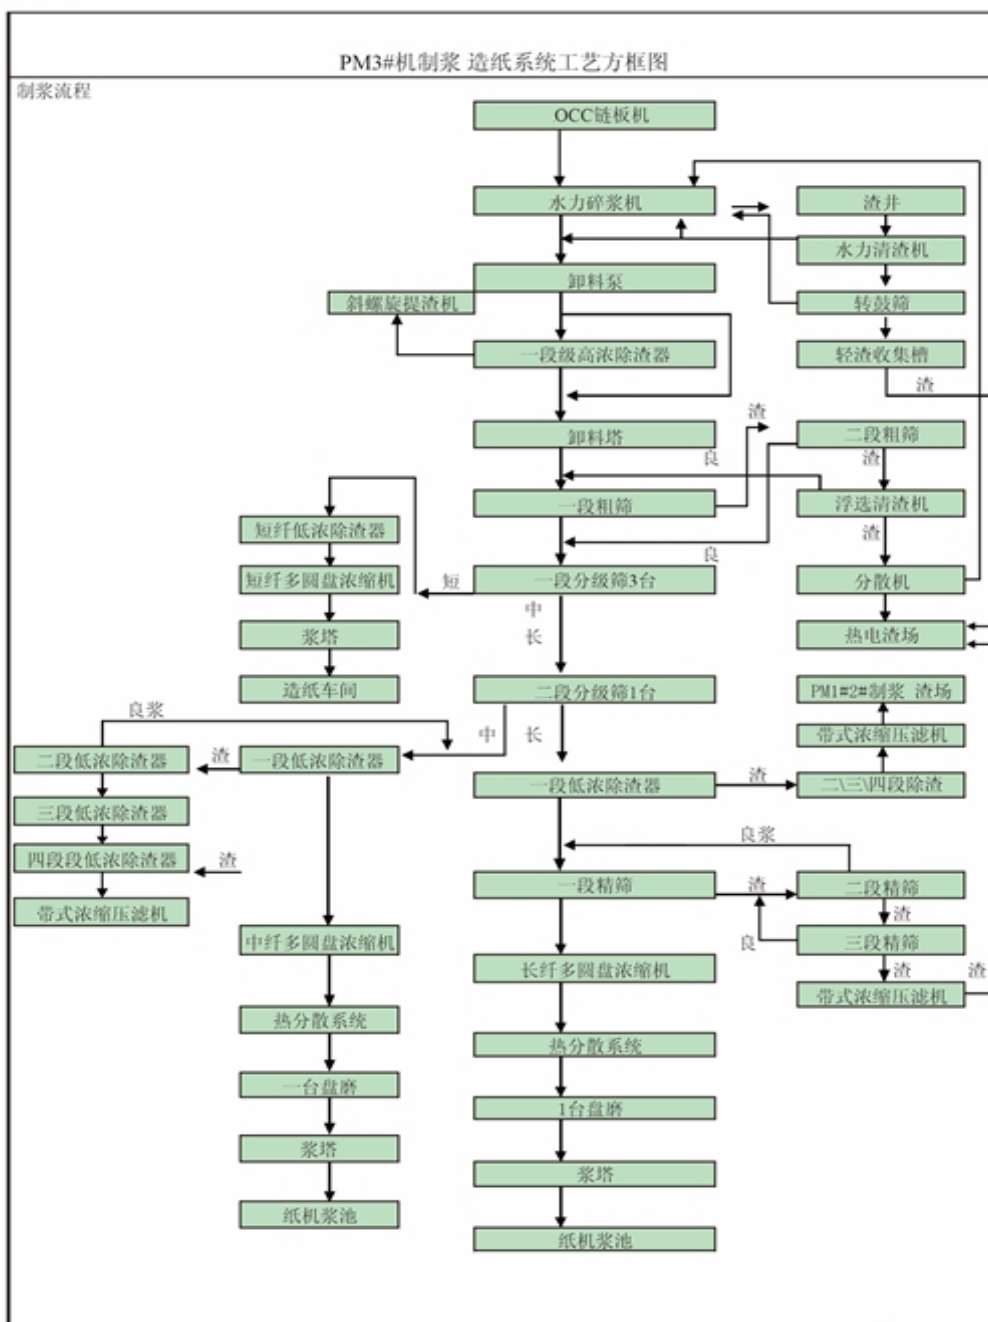 PM3#机制浆 造纸系统工艺方框图
制浆流程
OCC链板机
水力碎浆机
渣井
水力清渣机
卸料泵
斜螺旋提渣机
转鼓筛
一段级高浓除渣器
轻渣收集槽
渣
渣
卸料塔
二段粗筛
良
渣
一段粗筛
浮选清渣机
短纤低浓除渣器
渣
良
短纤多圆盘浓缩机
短
一段分级筛3台
分散机
中
长
浆塔
热电渣场
造纸车间
二段分级筛1台
PM1#2#制浆 渣场
良浆
中
长
带式浓缩压滤机
二段低浓除渣器
渣
一段低浓除渣器
一段低浓除渣器
渣
二\三\四段除渣
三段低浓除渣器
良浆
四段段低浓除渣器
渣
一段精筛
渣
二段精筛
带式浓缩压滤机
渣
中纤多圆盘浓缩机
良
三段精筛
长纤多圆盘浓缩机
渣
渣
带式浓缩压滤机
热分散系统
热分散系统
一台盘磨
1台盘磨
浆塔
浆塔
纸机浆池
纸机浆池